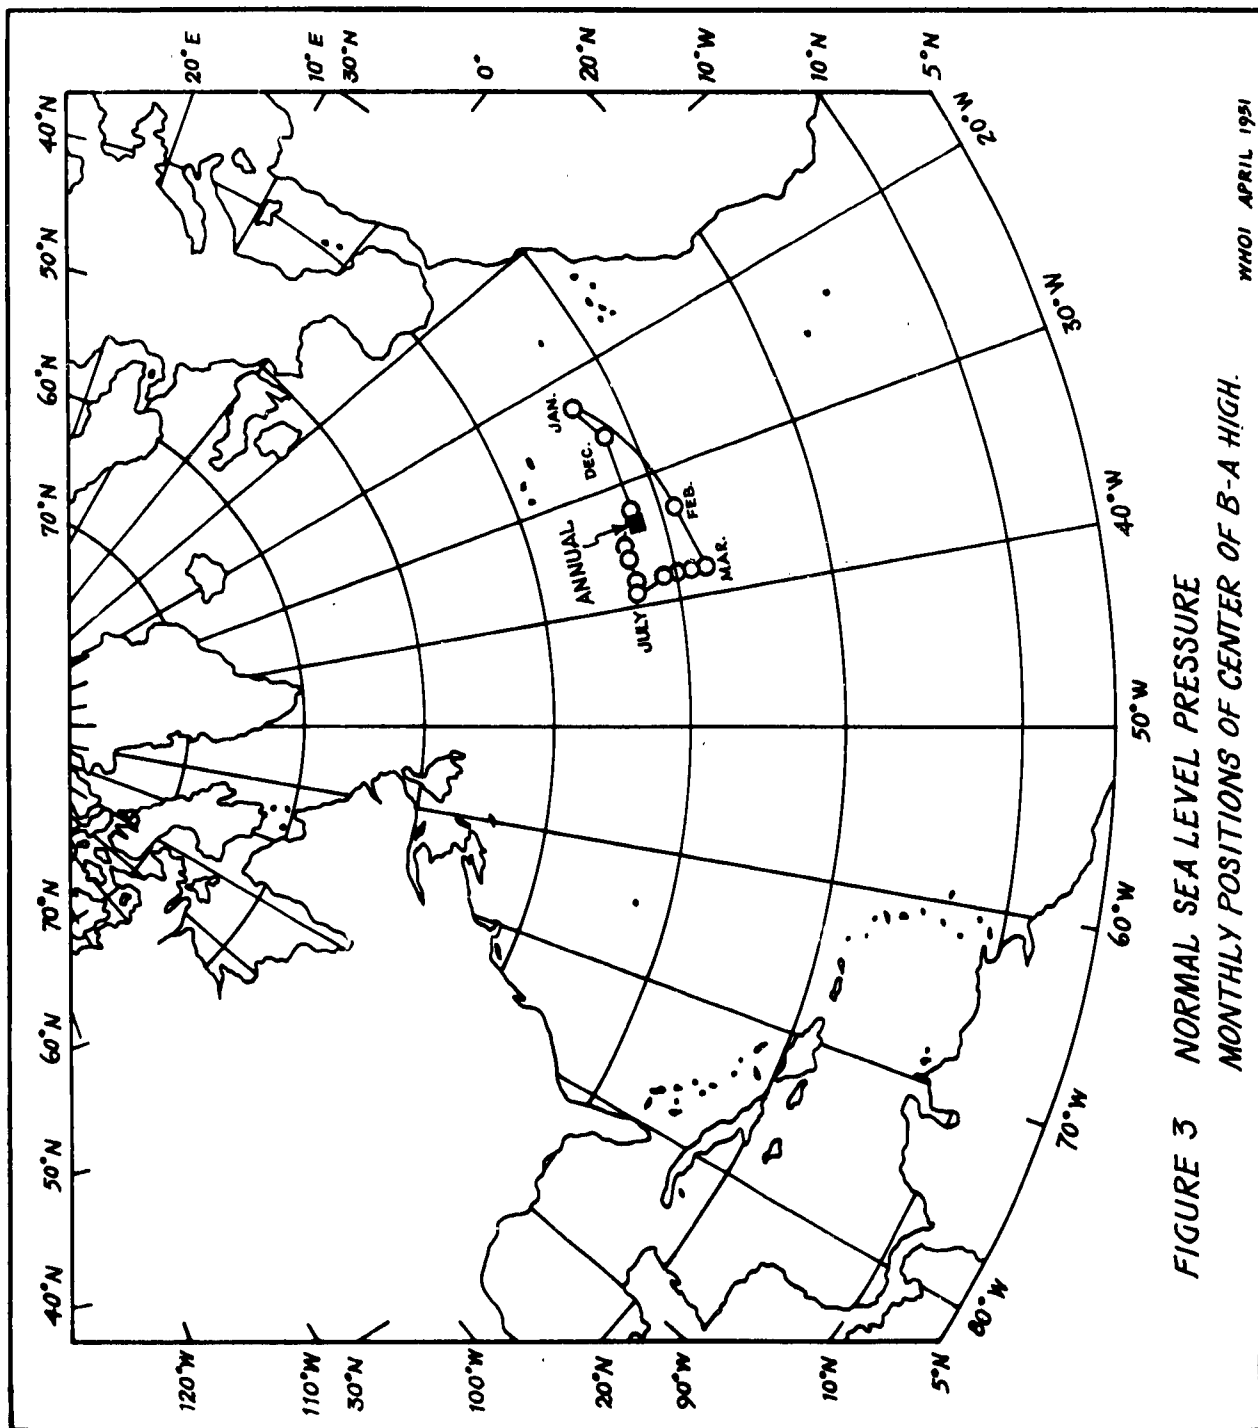 40°N
50°N
60°N
70°N
70°N
60°N
50°N
40°N
20°E
10°E
30°N
0°
20°N
10°W
10°N
5°N
20°W
30°W
40°W
50°W
60°W
70°W
80°W
120°W
110°W
30°N
100°W
20°N
90°W
10°N
5°N
JAN.
DEC.
FEB.
MAR.
ANNUAL
JULY
FIGURE 3 NORMAL SEA LEVEL PRESSURE
MONTHLY POSITIONS OF CENTER OF B-A HIGH.
WHOI APRIL 1951